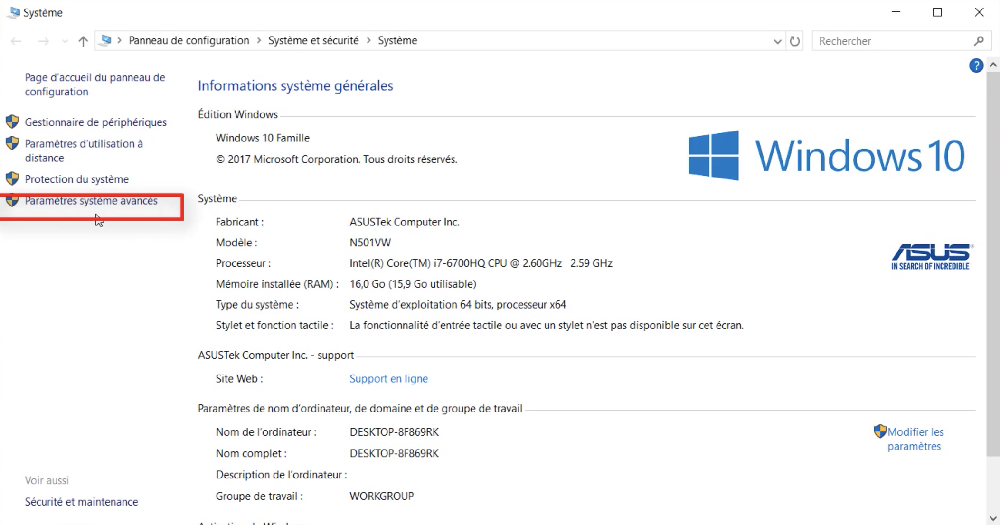 Système
Panneau de configuration > Système et sécurité > Système
Rechercher
?
Page d'accueil du panneau de
configuration
Gestionnaire de périphériques
Paramètres d'utilisation à
distance
Protection du système
Paramètres système avancés
Voir aussi
Sécurité et maintenance
Informations système générales
Édition Windows
Windows 10 Famille
© 2017 Microsoft Corporation. Tous droits réservés.
Windows 10
Système
Fabricant : ASUSTek Computer Inc.
Modèle : N501VW
Processeur : Intel(R) Core(TM) i7-6700HQ CPU @ 2.60GHz 2.59 GHz
Mémoire installée (RAM) : 16,0 Go (15,9 Go utilisable)
Type du système : Système d'exploitation 64 bits, processeur x64
Stylet et fonction tactile : La fonctionnalité d'entrée tactile ou avec un stylet n'est pas disponible sur cet écran.
ASUS®
IN SEARCH OF INCREDIBLE
ASUSTek Computer Inc. - support
Site Web : Support en ligne
Paramètres de nom d'ordinateur, de domaine et de groupe de travail
Nom de l'ordinateur : DESKTOP-8F869RK
Nom complet : DESKTOP-8F869RK
Description de l'ordinateur :
Groupe de travail : WORKGROUP
Modifier les
paramètres
Activation de Windows